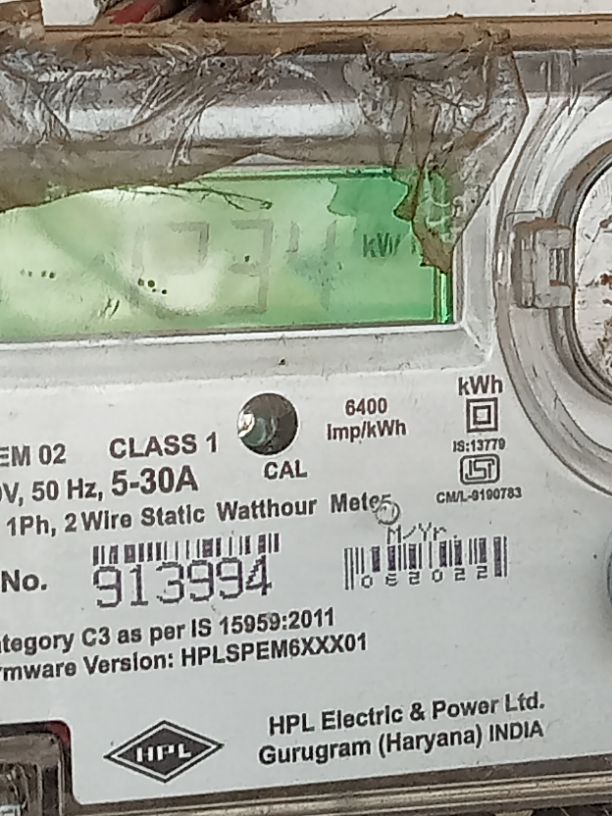 1234 kW
EM 02 CLASS 1
CAL
6400
Imp/kWh
kWh
IS:13779
CM/L-9190783
V, 50 Hz, 5-30A
1Ph, 2 Wire Static Watthour Meter
No. 913994
M/Yr.
062022
ategory C3 as per IS 15959:2011
rmware Version: HPLSPEM6XXX01
HPL
HPL Electric & Power Ltd.
Gurugram (Haryana) INDIA